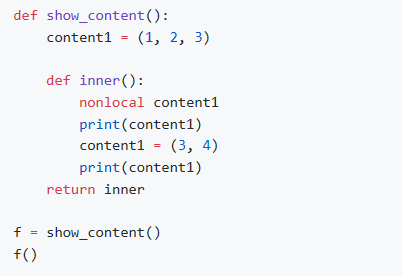 def show_content():
    content1 = (1, 2, 3)

    def inner():
        nonlocal content1
        print(content1)
        content1 = (3, 4)
        print(content1)
    return inner

f = show_content()
f()